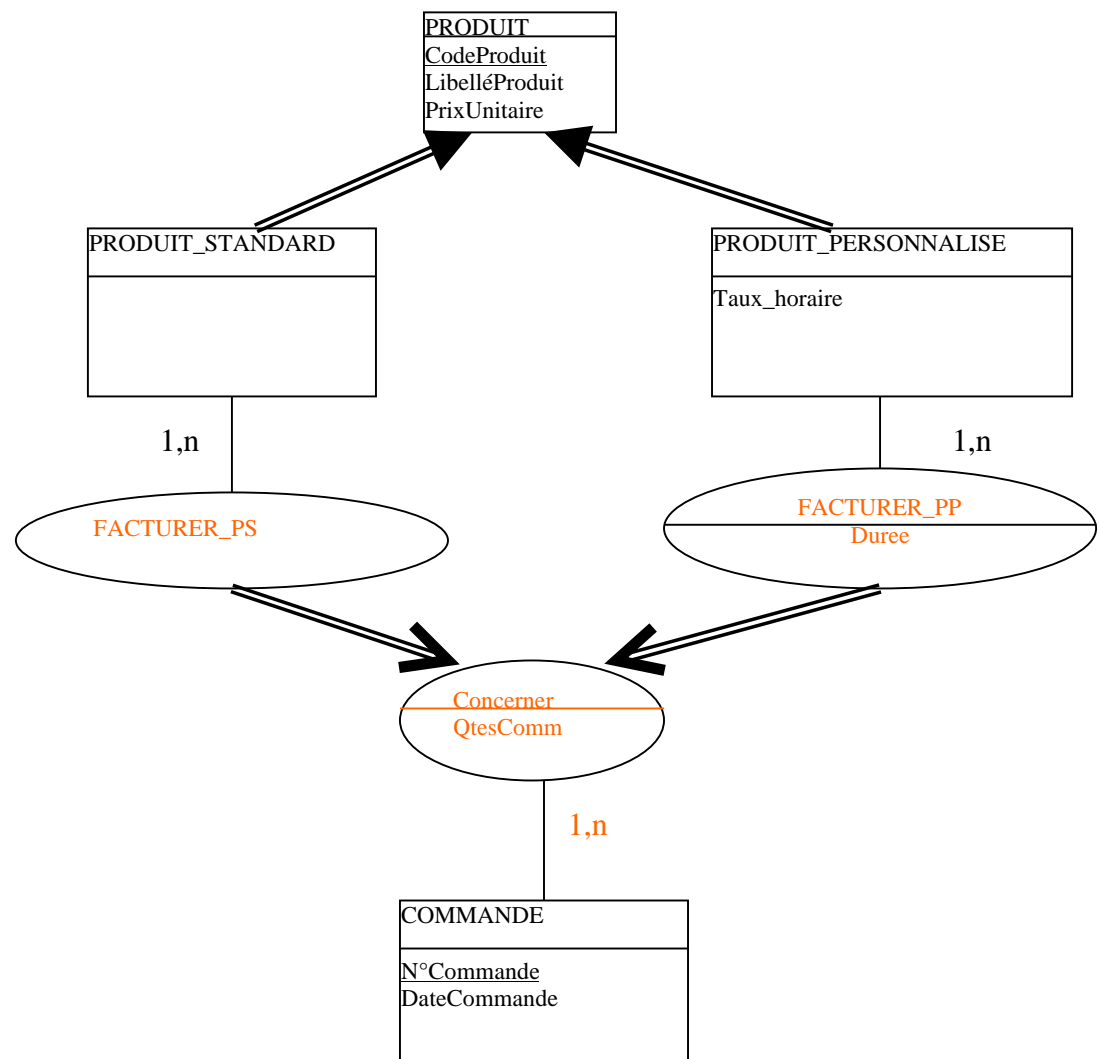 PRODUIT
CodeProduit
LibelléProduit
PrixUnitaire
PRODUIT_STANDARD
PRODUIT_PERSONNALISE
Taux_horaire
1,n
1,n
FACTURER_PS
FACTURER_PP
Duree
Concerner
QtesComm
1,n
COMMANDE
N°Commande
DateCommande